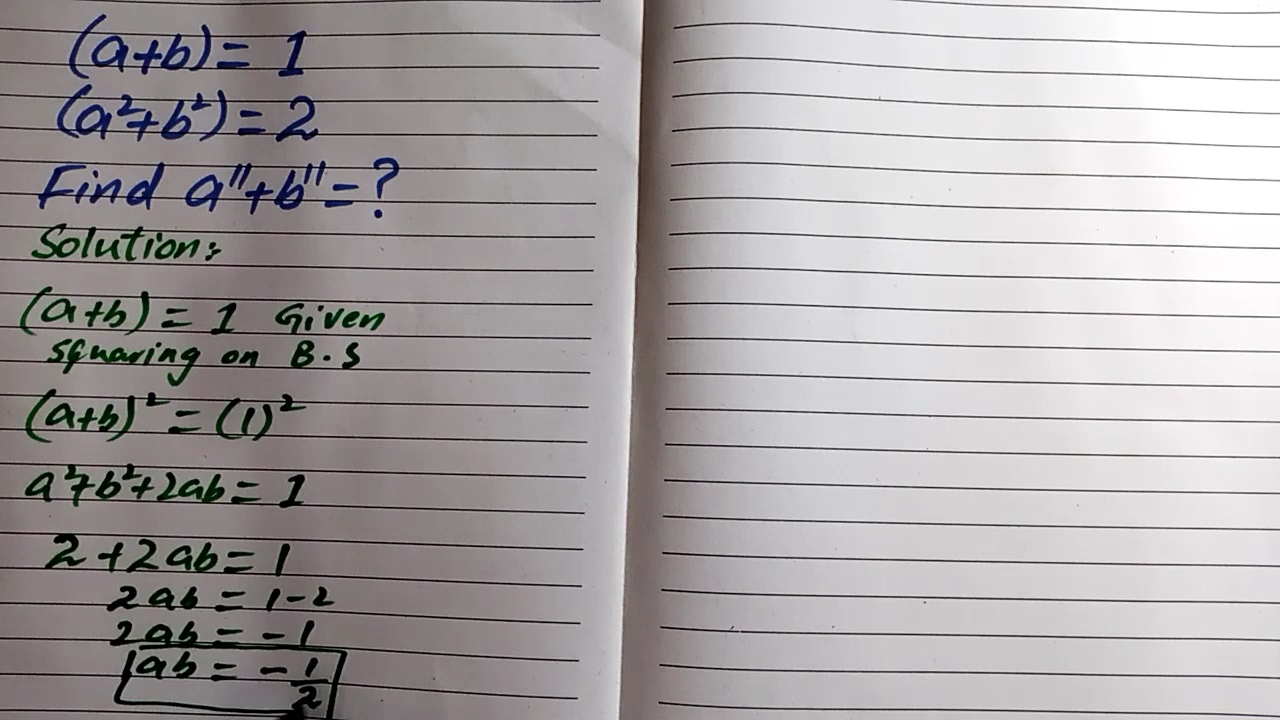 (a+b) = 1
(a²+b²) = 2
Find a¹¹+b¹¹ = ?
Solution:
(a+b) = 1 Given
squaring on B.S
(a+b)² = (1)²
a²+b²+2ab = 1
2+2ab = 1
2ab = 1-2
2ab = -1
ab = -1/2